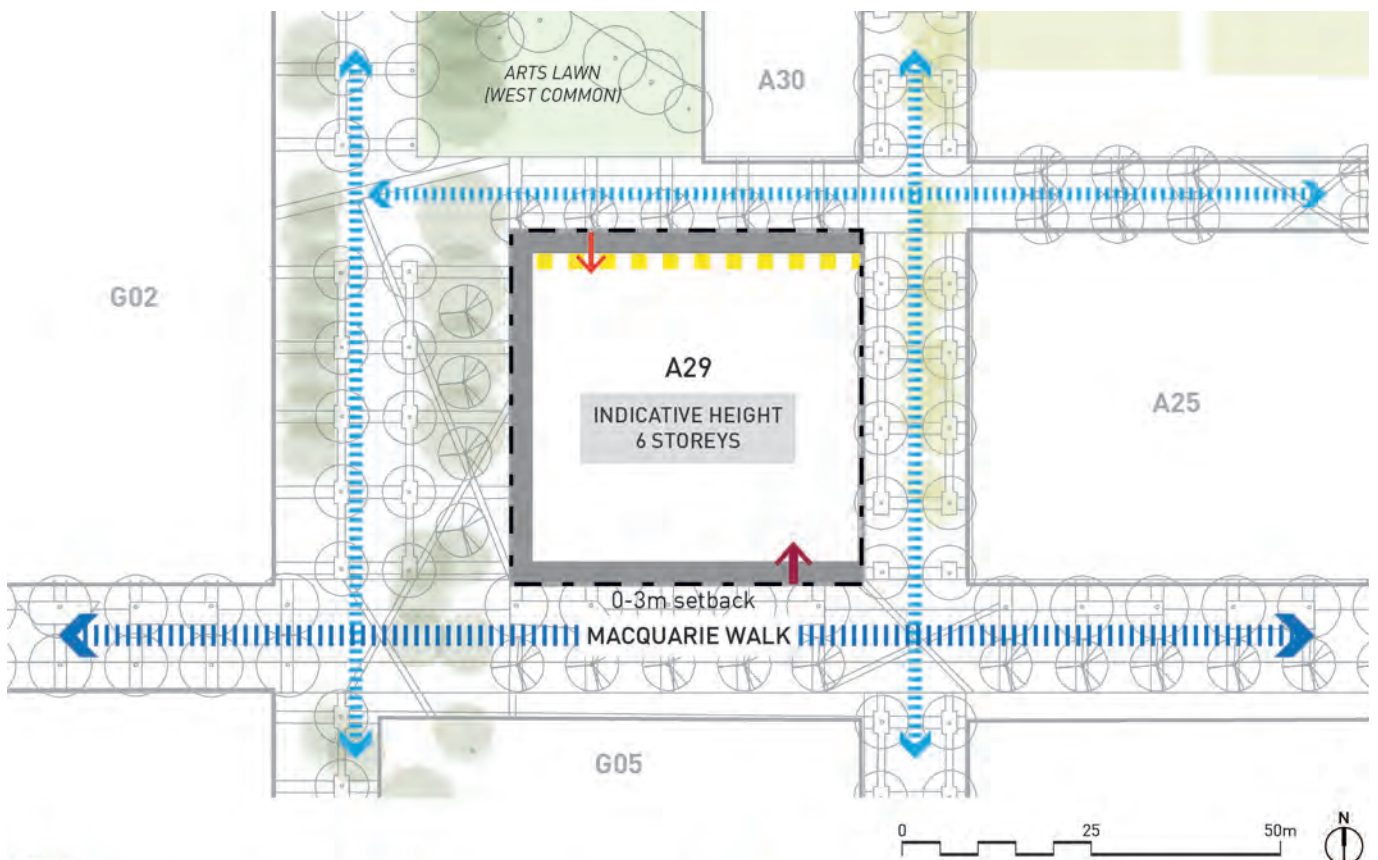 ARTS LAWN
(WEST COMMON)
A30
G02
A29
INDICATIVE HEIGHT
6 STOREYS
A25
0-3m setback
MACQUARIE WALK
G05
0 25 50m
N